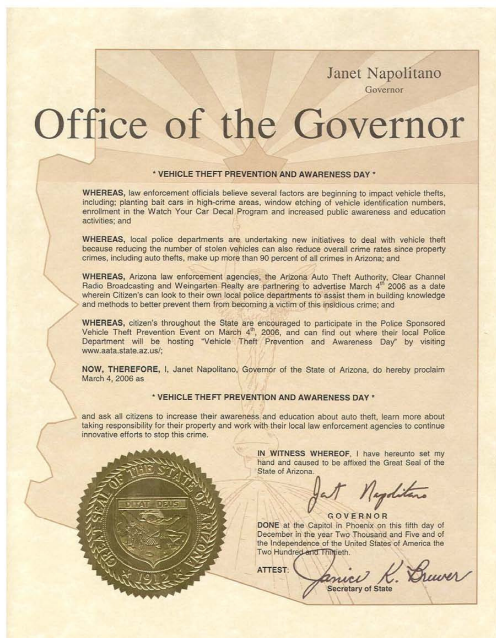 Janet Napolitano
Governor
Office of the Governor
* VEHICLE THEFT PREVENTION AND AWARENESS DAY *
WHEREAS, law enforcement officials believe several factors are beginning to impact vehicle thefts,
including; planting bait cars in high-crime areas, window etching of vehicle identification numbers,
enrollment in the Watch Your Car Decal Program and increased public awareness and education
activities; and
WHEREAS, local police departments are undertaking new initiatives to deal with vehicle theft
because reducing the number of stolen vehicles can also reduce overall crime rates since property
crimes, including auto thefts, make up more than 90 percent of all crimes in Arizona; and
WHEREAS, Arizona law enforcement agencies, the Arizona Auto Theft Authority, Clear Channel
Radio Broadcasting and Weingarten Realty are partnering to advertise March 4th 2006 as a date
wherein Citizen's can look to their own local police departments to assist them in building knowledge
and methods to better prevent them from becoming a victim of this insidious crime; and
WHEREAS, citizen's throughout the State are encouraged to participate in the Police Sponsored
Vehicle Theft Prevention Event on March 4th, 2006, and can find out where their local Police
Department will be hosting "Vehicle Theft Prevention and Awareness Day" by visiting
www.aata.state.az.us/;
NOW, THEREFORE, I, Janet Napolitano, Governor of the State of Arizona, do hereby proclaim
March 4, 2006 as
* VEHICLE THEFT PREVENTION AND AWARENESS DAY *
and ask all citizens to increase their awareness and education about auto theft, learn more about
taking responsibility for their property and work with their local law enforcement agencies to continue
innovative efforts to stop this crime.
IN WITNESS WHEREOF, I have hereunto set my
hand and caused to be affixed the Great Seal of the
State of Arizona.
Jat Napolitano
GOVERNOR
DONE at the Capitol in Phoenix on this fifth day of
December in the year Two Thousand and Five and of
the Independence of the United States of America the
Two Hundred and Thirtieth.
ATTEST:
Janice K. Brewer
Secretary of State
GREAT SEAL OF THE STATE OF ARIZONA
DITAT DEUS
1912